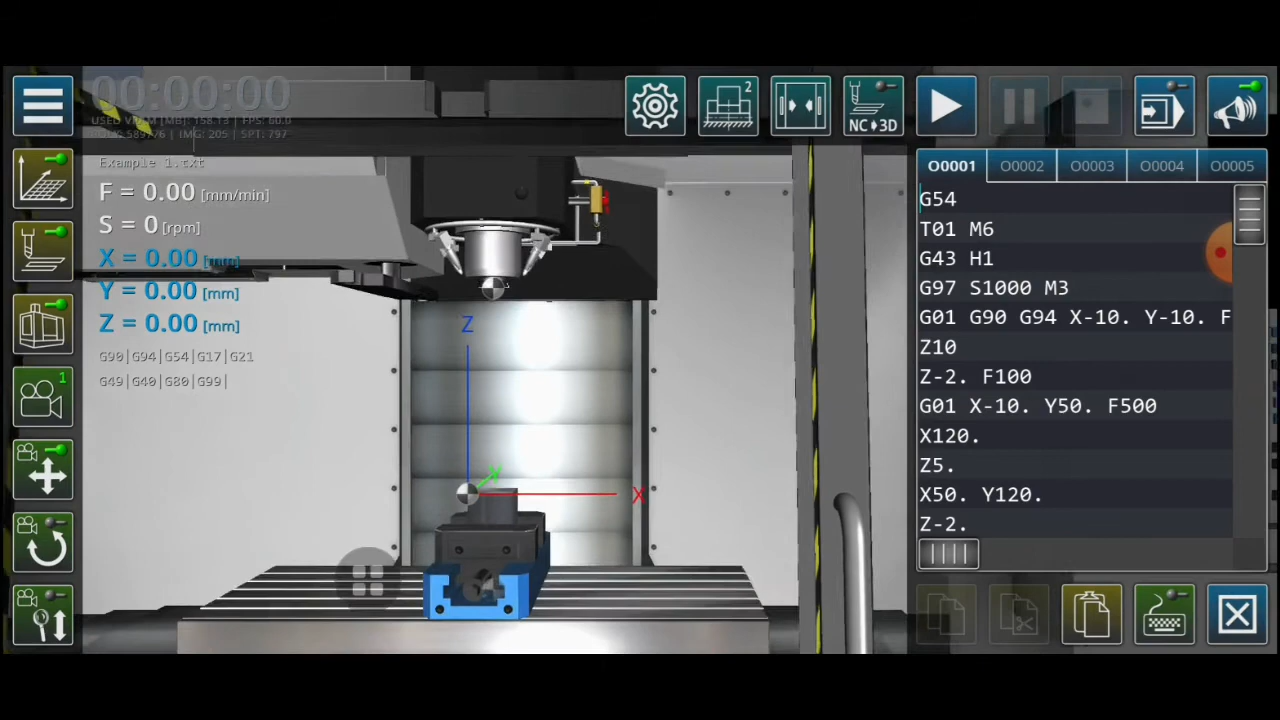 00:00:00
Example 1.txt
F = 0.00 [mm/min]
S = 0 [rpm]
X = 0.00 [mm]
Y = 0.00 [mm]
Z = 0.00 [mm]
G90|G94|G54|G17|G21
G49|G40|G80|G99|
1
2
NC 3D
Z
Y
X
O0001 O0002 O0003 O0004 O0005
G54
T01 M6
G43 H1
G97 S1000 M3
G01 G90 G94 X-10. Y-10. F
Z10
Z-2. F100
G01 X-10. Y50. F500
X120.
Z5.
X50. Y120.
Z-2.